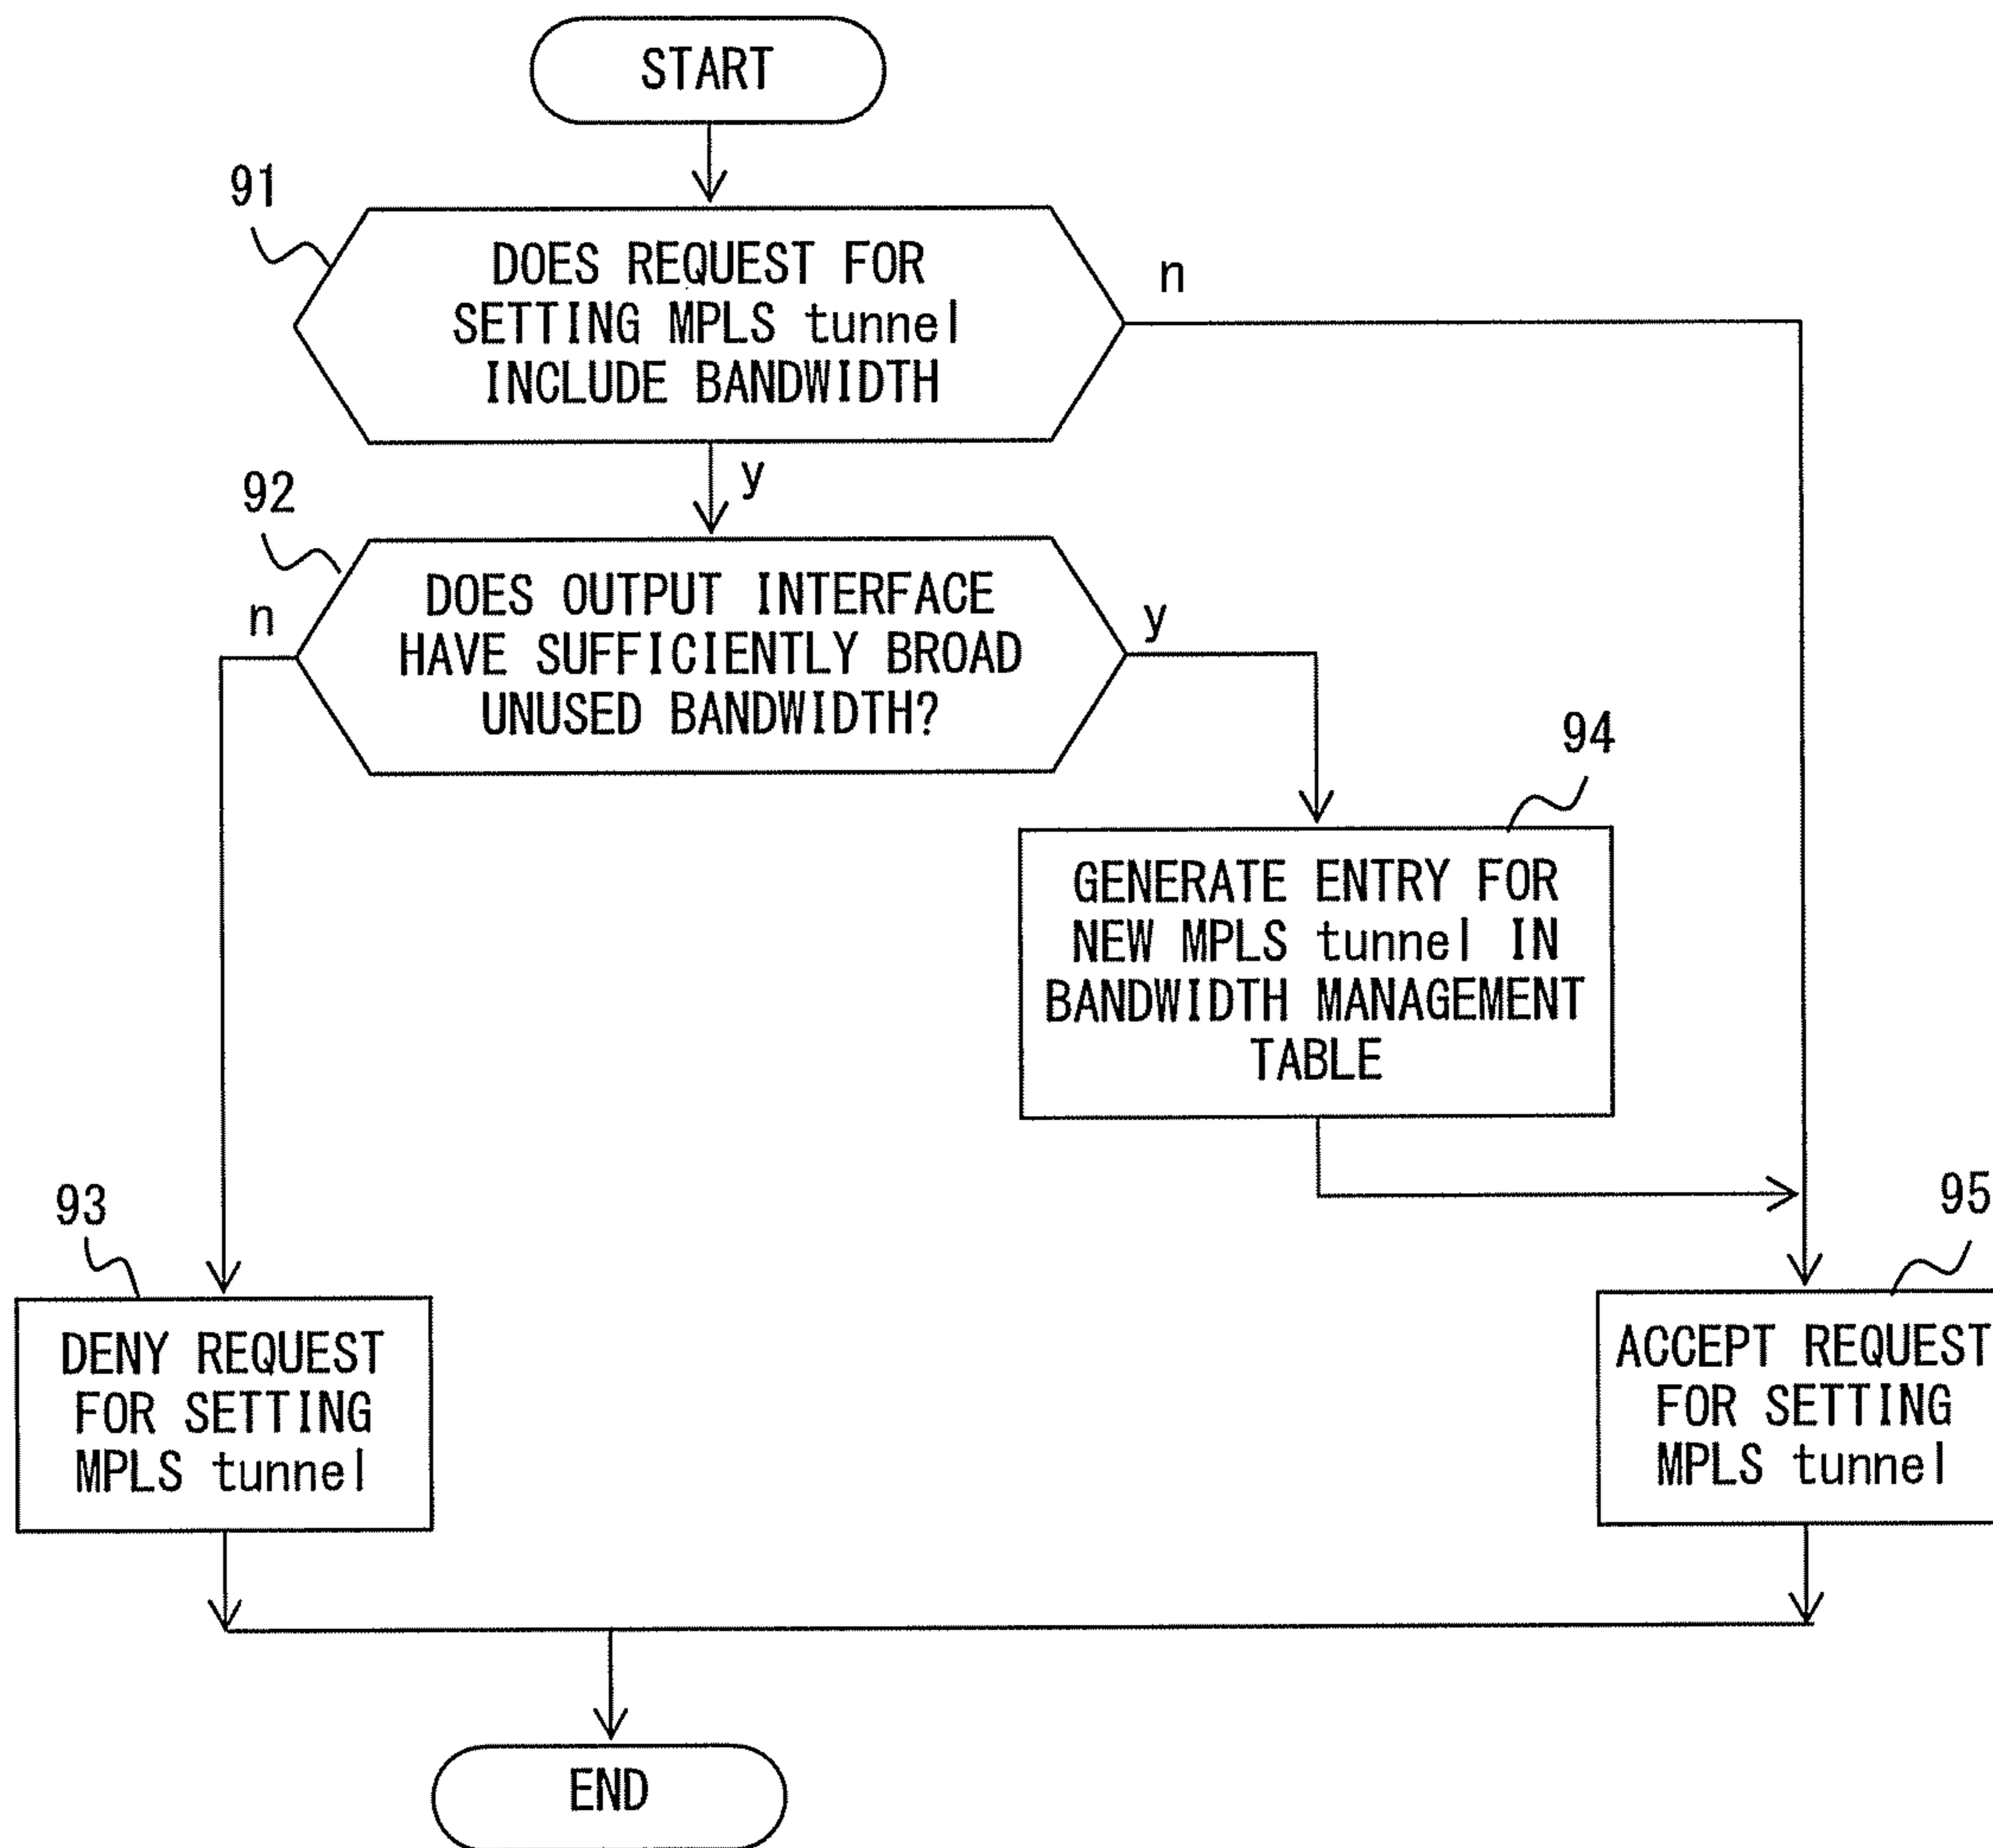 START
91
DOES REQUEST FOR
SETTING MPLS tunnel
INCLUDE BANDWIDTH
n
y
92
DOES OUTPUT INTERFACE
HAVE SUFFICIENTLY BROAD
UNUSED BANDWIDTH?
n
y
94
GENERATE ENTRY FOR
NEW MPLS tunnel IN
BANDWIDTH MANAGEMENT
TABLE
93
DENY REQUEST
FOR SETTING
MPLS tunnel
95
ACCEPT REQUEST
FOR SETTING
MPLS tunnel
END